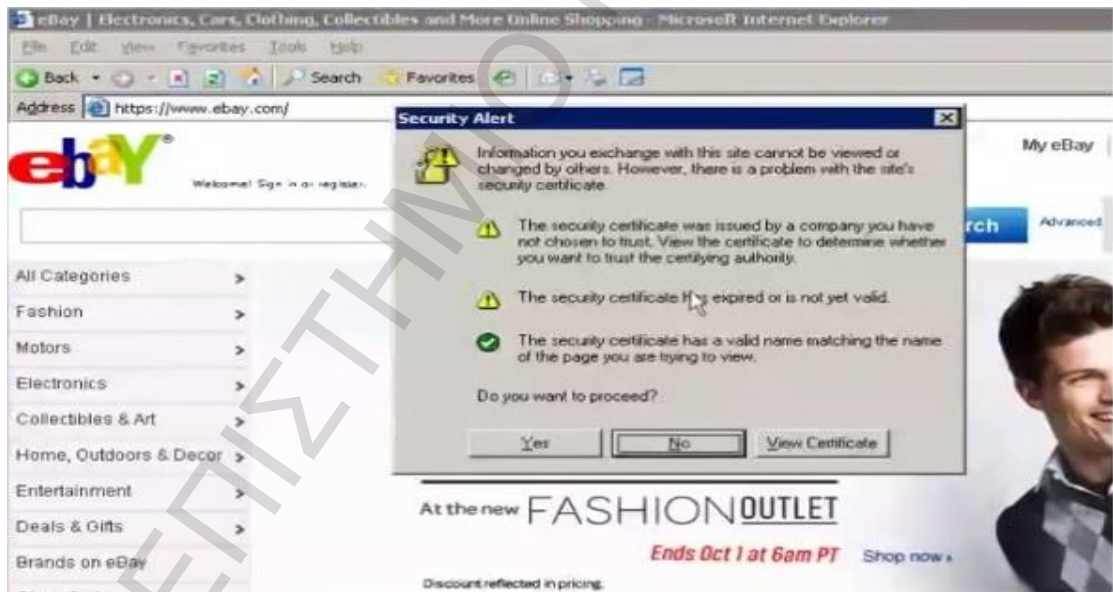 eBay | Electronics, Cars, Clothing, Collectibles and More Online Shopping - Microsoft Internet Explorer
File Edit View Favorites Tools Help
Back Search Favorites
Address https://www.ebay.com/
ebaY®
Welcome! Sign in or register.
My eBay
rch
Advanced
Security Alert
Information you exchange with this site cannot be viewed or
changed by others. However, there is a problem with the site's
security certificate.
The security certificate was issued by a company you have
not chosen to trust. View the certificate to determine whether
you want to trust the certifying authority.
The security certificate has expired or is not yet valid.
The security certificate has a valid name matching the name
of the page you are trying to view.
Do you want to proceed?
Yes No View Certificate
All Categories
Fashion
Motors
Electronics
Collectibles & Art
Home, Outdoors & Decor
Entertainment
Deals & Gifts
Brands on eBay
At the new FASHION OUTLET
Ends Oct 1 at 6am PT Shop now
Discount reflected in pricing.
ΕΠΙΣΤΗΜΙΟ